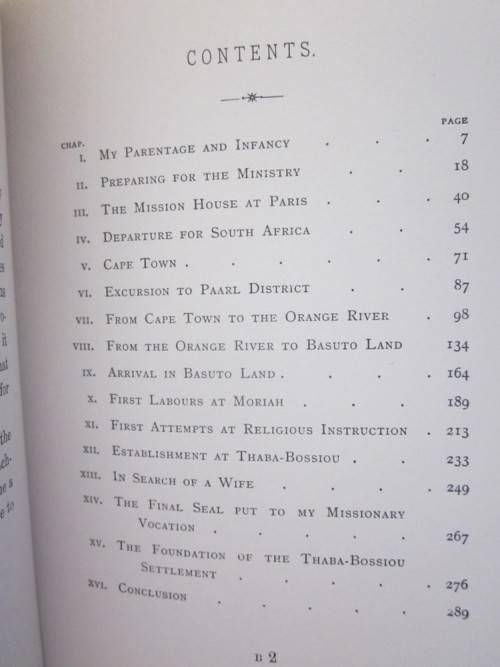 CONTENTS.
CHAP. PAGE
I. MY PARENTAGE AND INFANCY . . . 7
II. PREPARING FOR THE MINISTRY . . 18
III. THE MISSION HOUSE AT PARIS . . . 40
IV. DEPARTURE FOR SOUTH AFRICA . . 54
V. CAPE TOWN . . . . . . 71
VI. EXCURSION TO PAARL DISTRICT . . 87
VII. FROM CAPE TOWN TO THE ORANGE RIVER . 98
VIII. FROM THE ORANGE RIVER TO BASUTO LAND 134
IX. ARRIVAL IN BASUTO LAND . . . . 164
X. FIRST LABOURS AT MORIAH . . . 189
XI. FIRST ATTEMPTS AT RELIGIOUS INSTRUCTION . 213
XII. ESTABLISHMENT AT THABA-BOSSIOU . . 233
XIII. IN SEARCH OF A WIFE . . . . 249
XIV. THE FINAL SEAL PUT TO MY MISSIONARY
VOCATION . . . . . 267
XV. THE FOUNDATION OF THE THABA-BOSSIOU
SETTLEMENT . . . . . 276
XVI. CONCLUSION . . . . . 289
B 2